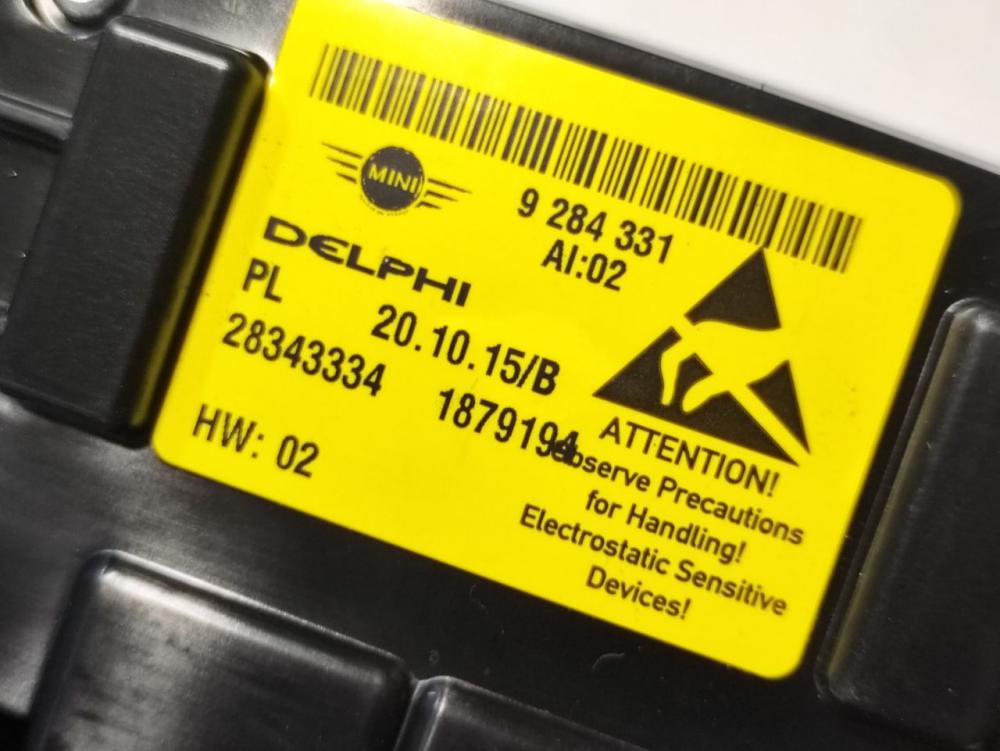 MINI
9 284 331
AI:02
DELPHI
PL
20.10.15/B
28343334
1879194
HW: 02
ATTENTION!
Observe Precautions
for Handling!
Electrostatic Sensitive
Devices!